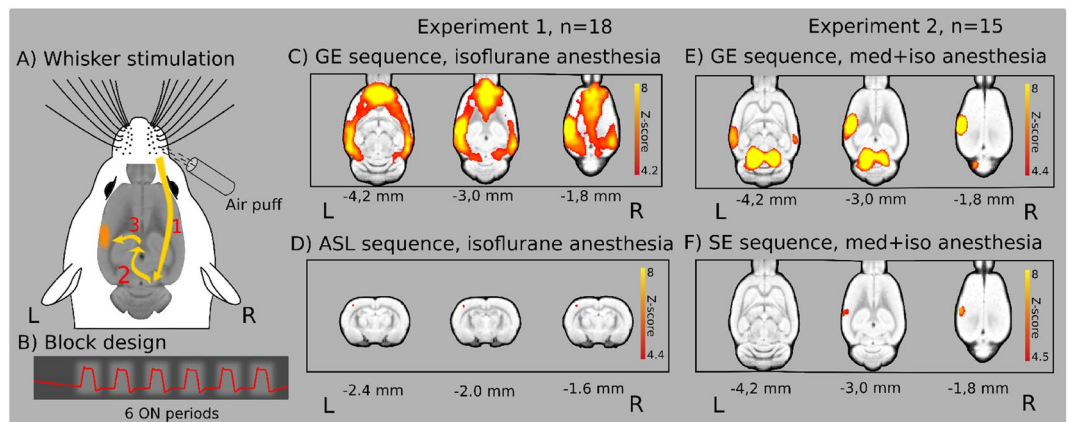 Experiment 1, n=18
Experiment 2, n=15
A) Whisker stimulation
Air puff
1
2
3
L
R
B) Block design
6 ON periods
C) GE sequence, isoflurane anesthesia
8
Z-score
4.2
-4,2 mm
-3,0 mm
-1,8 mm
L
R
D) ASL sequence, isoflurane anesthesia
8
Z-score
4.4
-2.4 mm
-2.0 mm
-1.6 mm
L
R
E) GE sequence, med+iso anesthesia
8
Z-score
4.4
-4,2 mm
-3,0 mm
-1,8 mm
L
R
F) SE sequence, med+iso anesthesia
8
Z-score
4.5
-4,2 mm
-3,0 mm
-1,8 mm
L
R